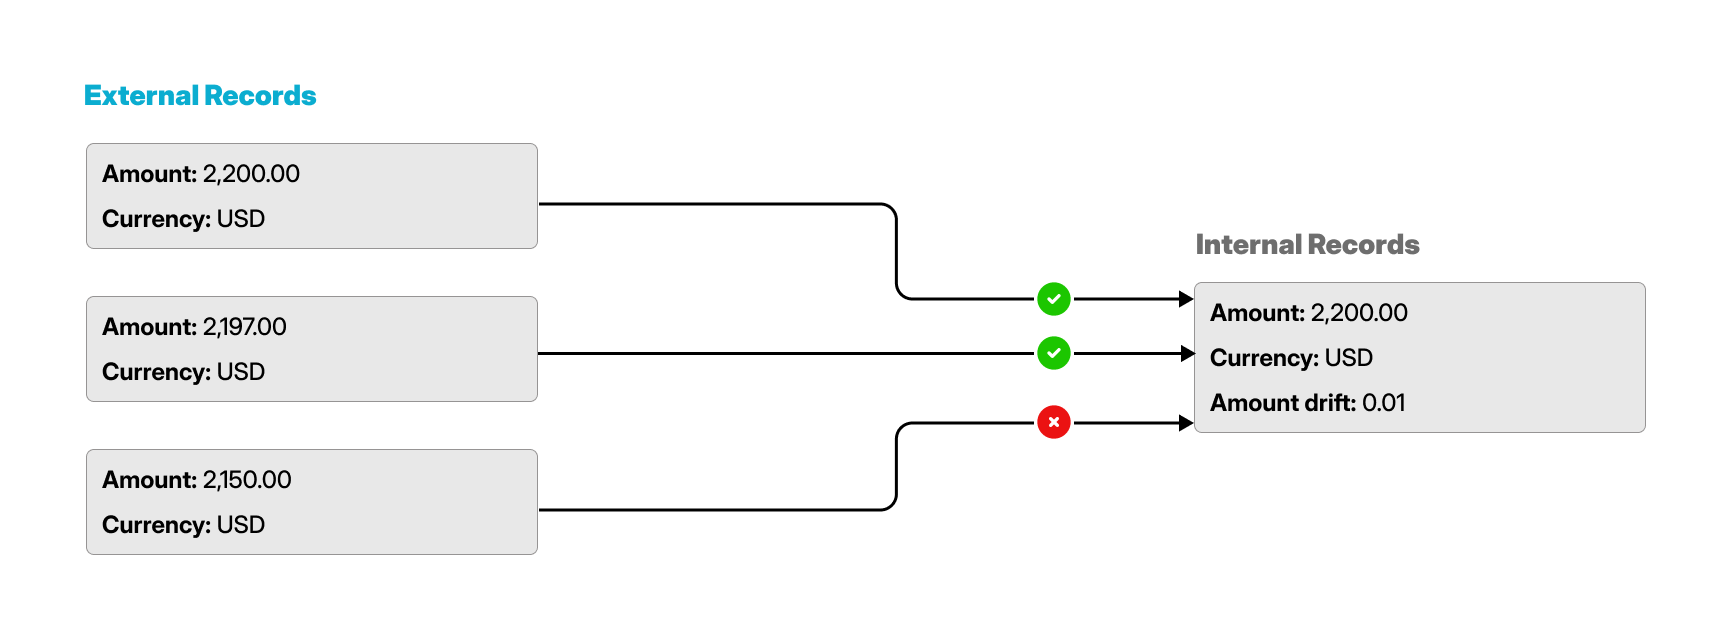 External Records
Amount: 2,200.00
Currency: USD
Amount: 2,197.00
Currency: USD
Amount: 2,150.00
Currency: USD
Internal Records
Amount: 2,200.00
Currency: USD
Amount drift: 0.01